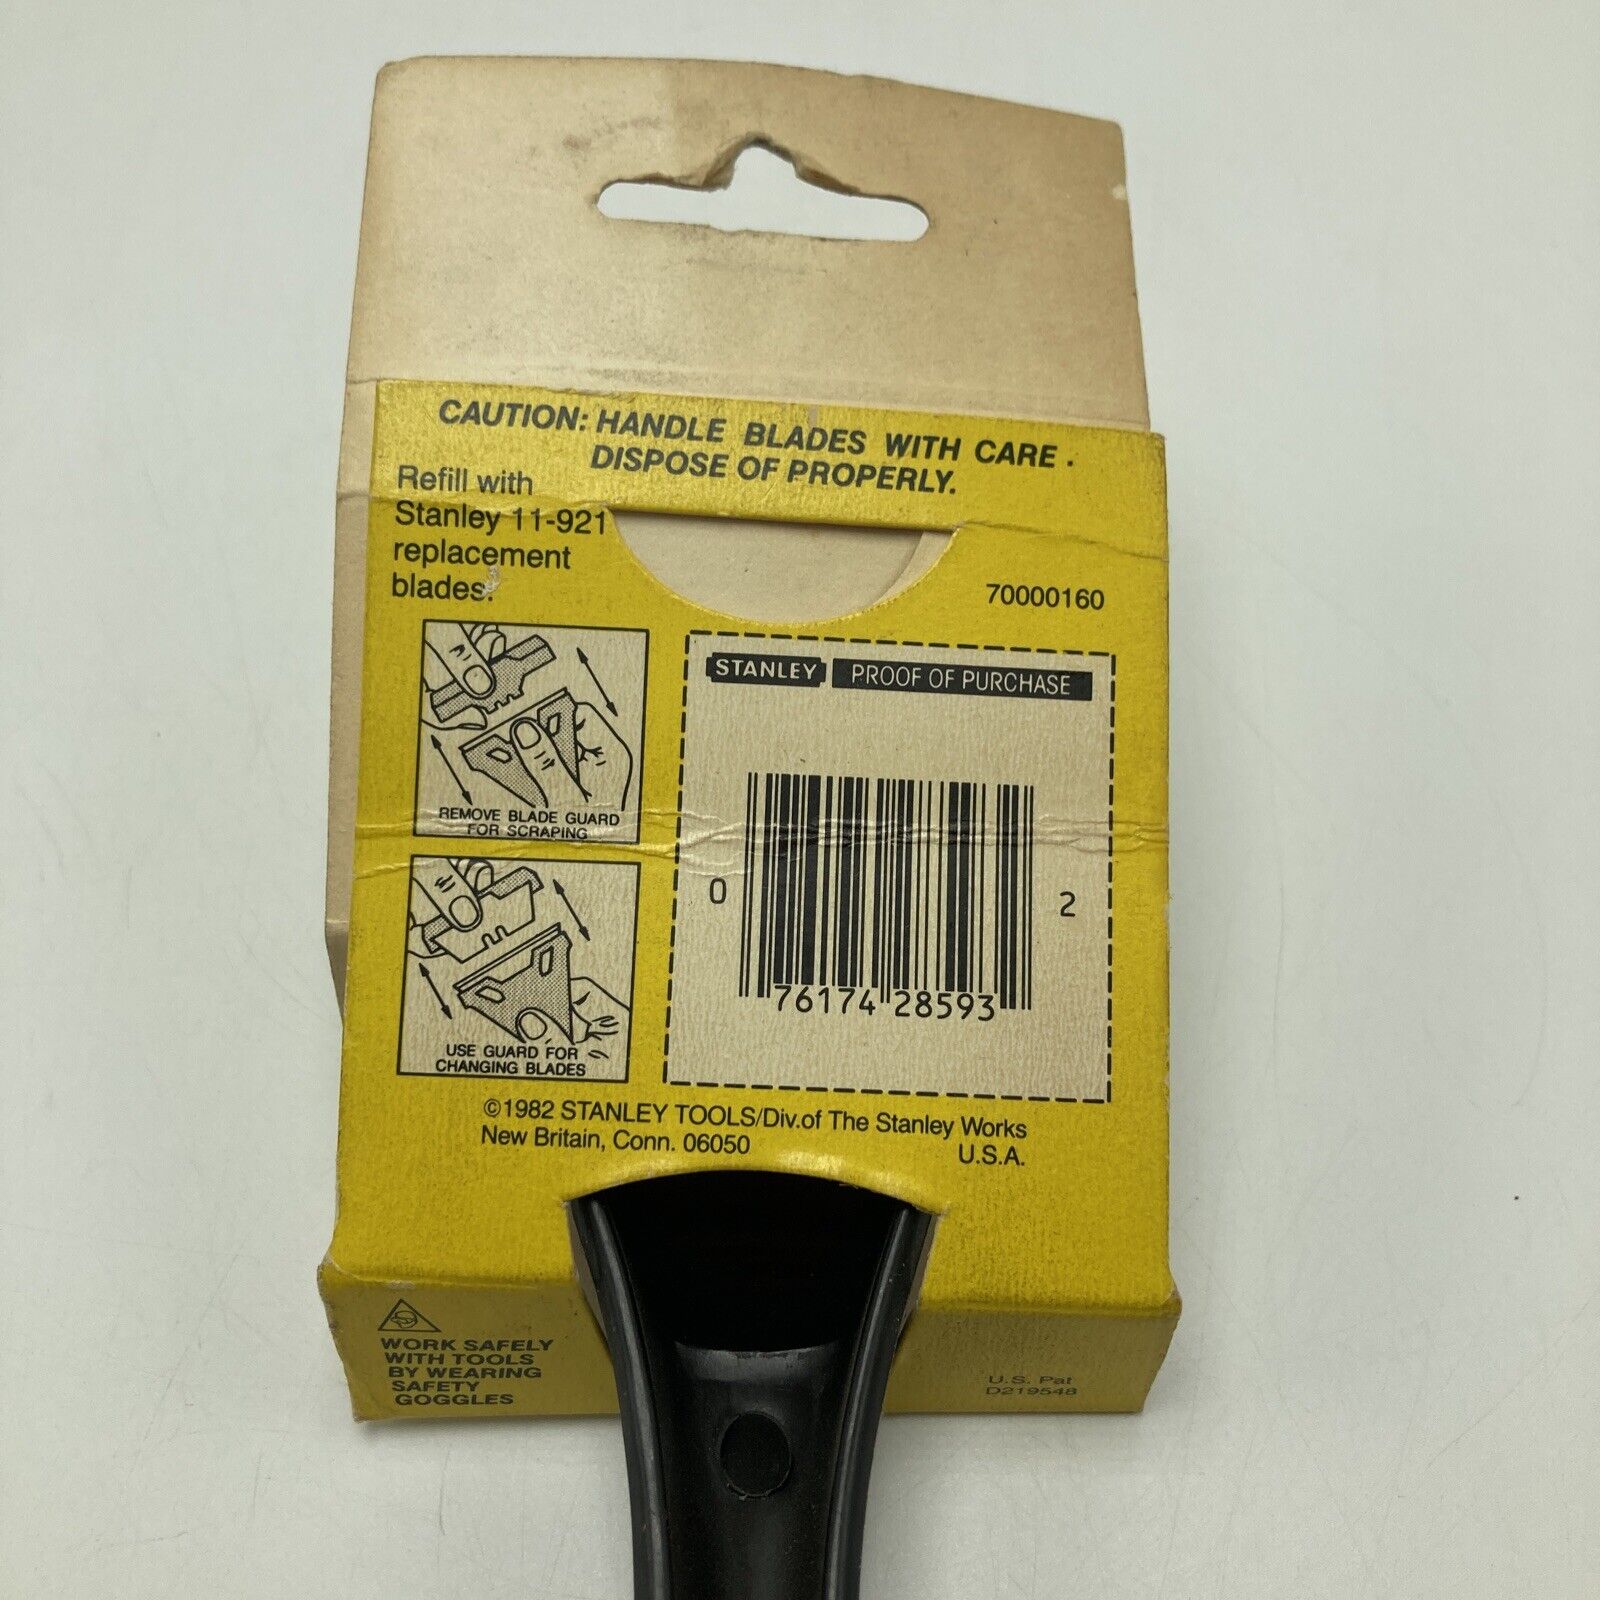 CAUTION: HANDLE BLADES WITH CARE.
DISPOSE OF PROPERLY.
Refill with
Stanley 11-921
replacement
blades.
70000160
STANLEY PROOF OF PURCHASE
REMOVE BLADE GUARD
FOR SCRAPING
0 76174 28593 2
USE GUARD FOR
CHANGING BLADES
©1982 STANLEY TOOLS/Div.of The Stanley Works
New Britain, Conn. 06050 U.S.A.
WORK SAFELY
WITH TOOLS
BY WEARING
SAFETY
GOGGLES
U.S. Pat
D219548